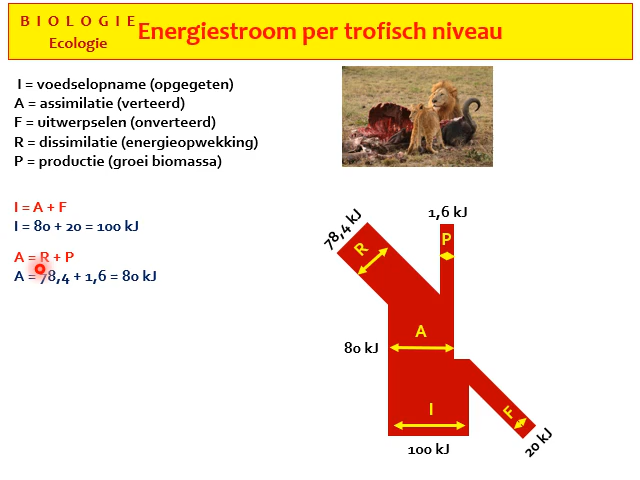 BIOLOGIE
Ecologie
Energiestroom per trofisch niveau
I = voedselopname (opgegeten)
A = assimilatie (verteerd)
F = uitwerpselen (onverteerd)
R = dissimilatie (energieopwekking)
P = productie (groei biomassa)
I = A + F
I = 80 + 20 = 100 kJ
A = R + P
A = 78,4 + 1,6 = 80 kJ
1,6 kJ
78,4 kJ
P
R
A
80 kJ
I
F
100 kJ
20 kJ